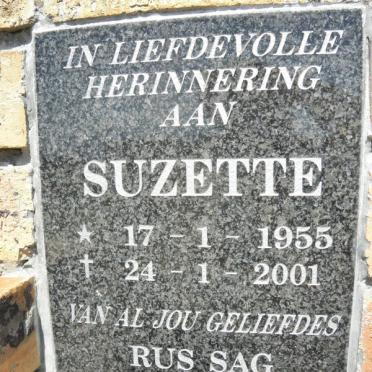 IN LIEFDEVOLLE
HERINNERING
AAN
SUZETTE
★ 17 - 1 - 1955
† 24 - 1 - 2001
VAN AL JOU GELIEFDES
RUS SAG